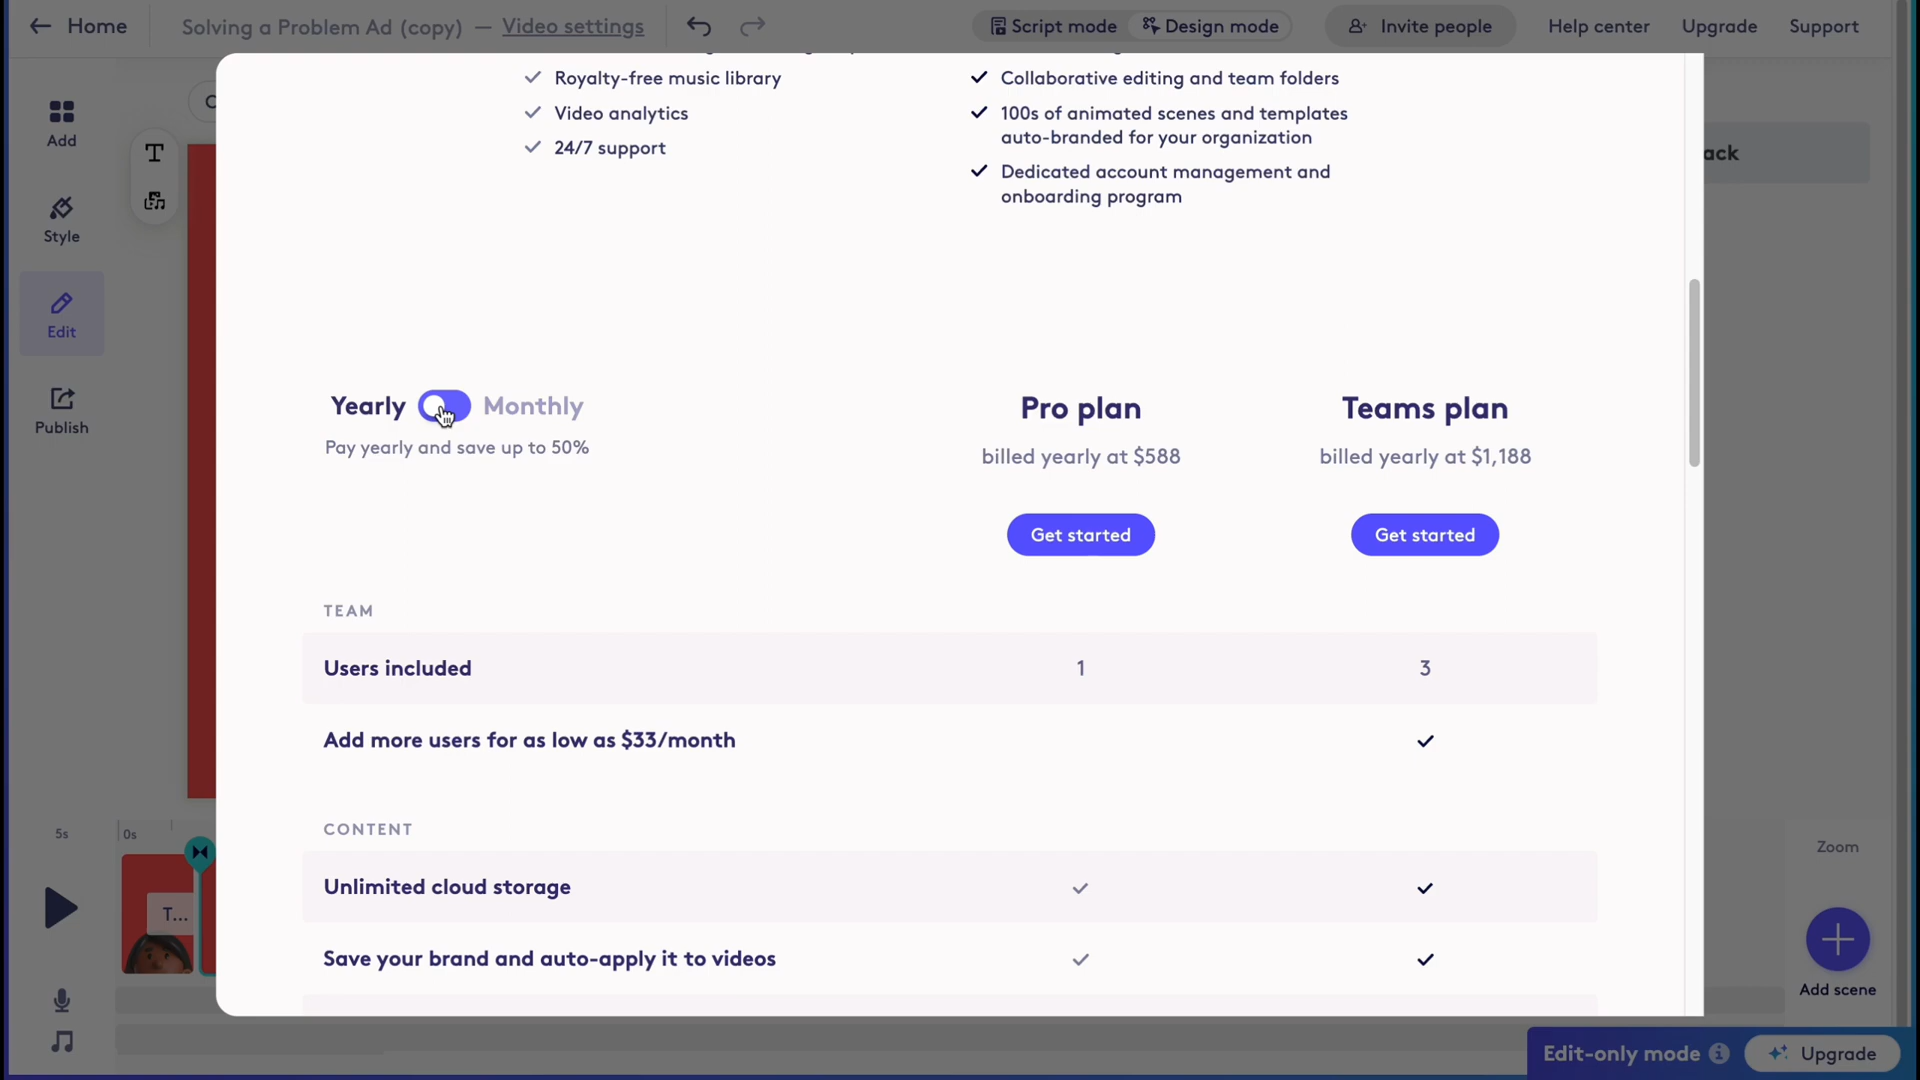 Home
Solving a Problem Ad (copy) — Video settings
Script mode
Design mode
Invite people
Help center
Upgrade
Support
Royalty-free music library
Video analytics
24/7 support
Collaborative editing and team folders
100s of animated scenes and templates
auto-branded for your organization
Dedicated account management and
onboarding program
Add
Style
Edit
Publish
T
ack
Yearly
Monthly
Pay yearly and save up to 50%
Pro plan
billed yearly at $588
Get started
Teams plan
billed yearly at $1,188
Get started
TEAM
Users included 1 3
Add more users for as low as $33/month
CONTENT
Unlimited cloud storage
Save your brand and auto-apply it to videos
5s
0s
T...
Zoom
Add scene
Edit-only mode
Upgrade